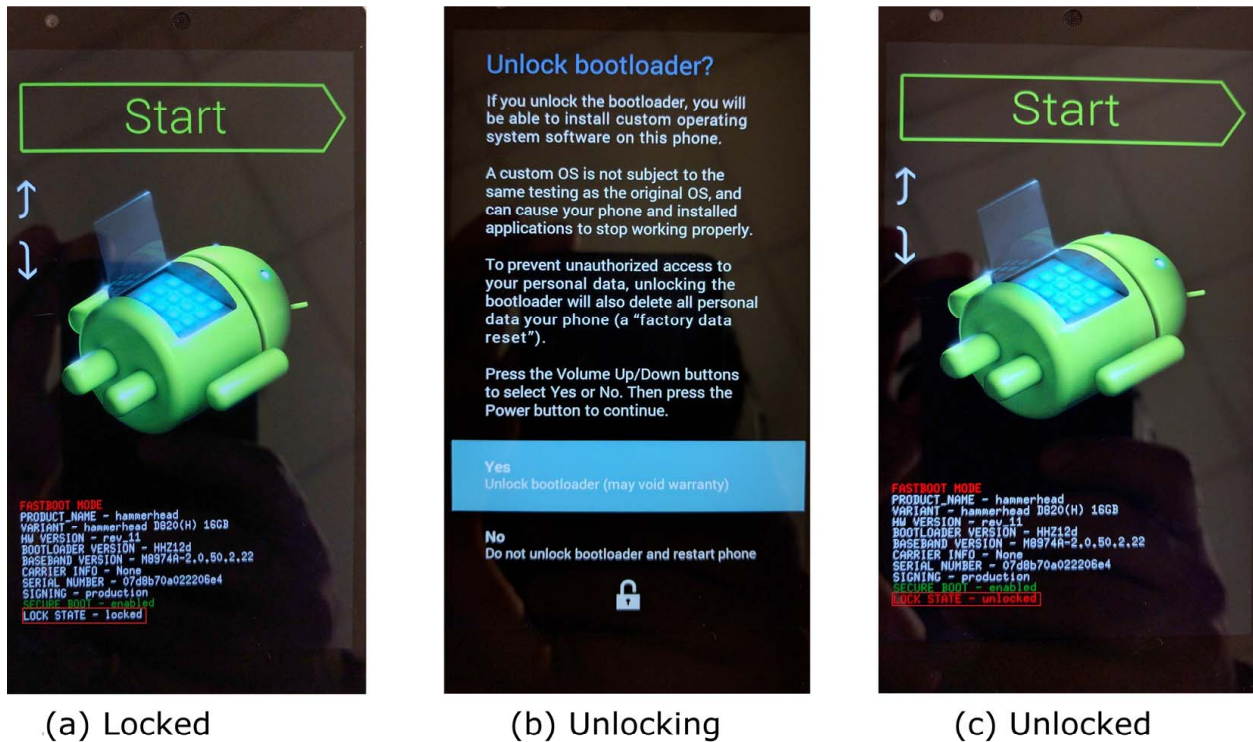 Start
FASTBOOT MODE
PRODUCT_NAME - hammerhead
VARIANT - hammerhead D820(H) 16GB
HW VERSION - rev_11
BOOTLOADER VERSION - HHZ12d
BASEBAND VERSION - M8974A-2.0.50.2.22
CARRIER INFO - None
SERIAL NUMBER - 07d8b70a022206e4
SIGNING - production
SECURE BOOT - enabled
LOCK STATE - locked
(a) Locked
Unlock bootloader?
If you unlock the bootloader, you will
be able to install custom operating
system software on this phone.
A custom OS is not subject to the
same testing as the original OS, and
can cause your phone and installed
applications to stop working properly.
To prevent unauthorized access to
your personal data, unlocking the
bootloader will also delete all personal
data your phone (a “factory data
reset”).
Press the Volume Up/Down buttons
to select Yes or No. Then press the
Power button to continue.
Yes
Unlock bootloader (may void warranty)
No
Do not unlock bootloader and restart phone
(b) Unlocking
Start
FASTBOOT MODE
PRODUCT_NAME - hammerhead
VARIANT - hammerhead D820(H) 16GB
HW VERSION - rev_11
BOOTLOADER VERSION - HHZ12d
BASEBAND VERSION - M8974A-2.0.50.2.22
CARRIER INFO - None
SERIAL NUMBER - 07d8b70a022206e4
SIGNING - production
SECURE BOOT - enabled
LOCK STATE - unlocked
(c) Unlocked